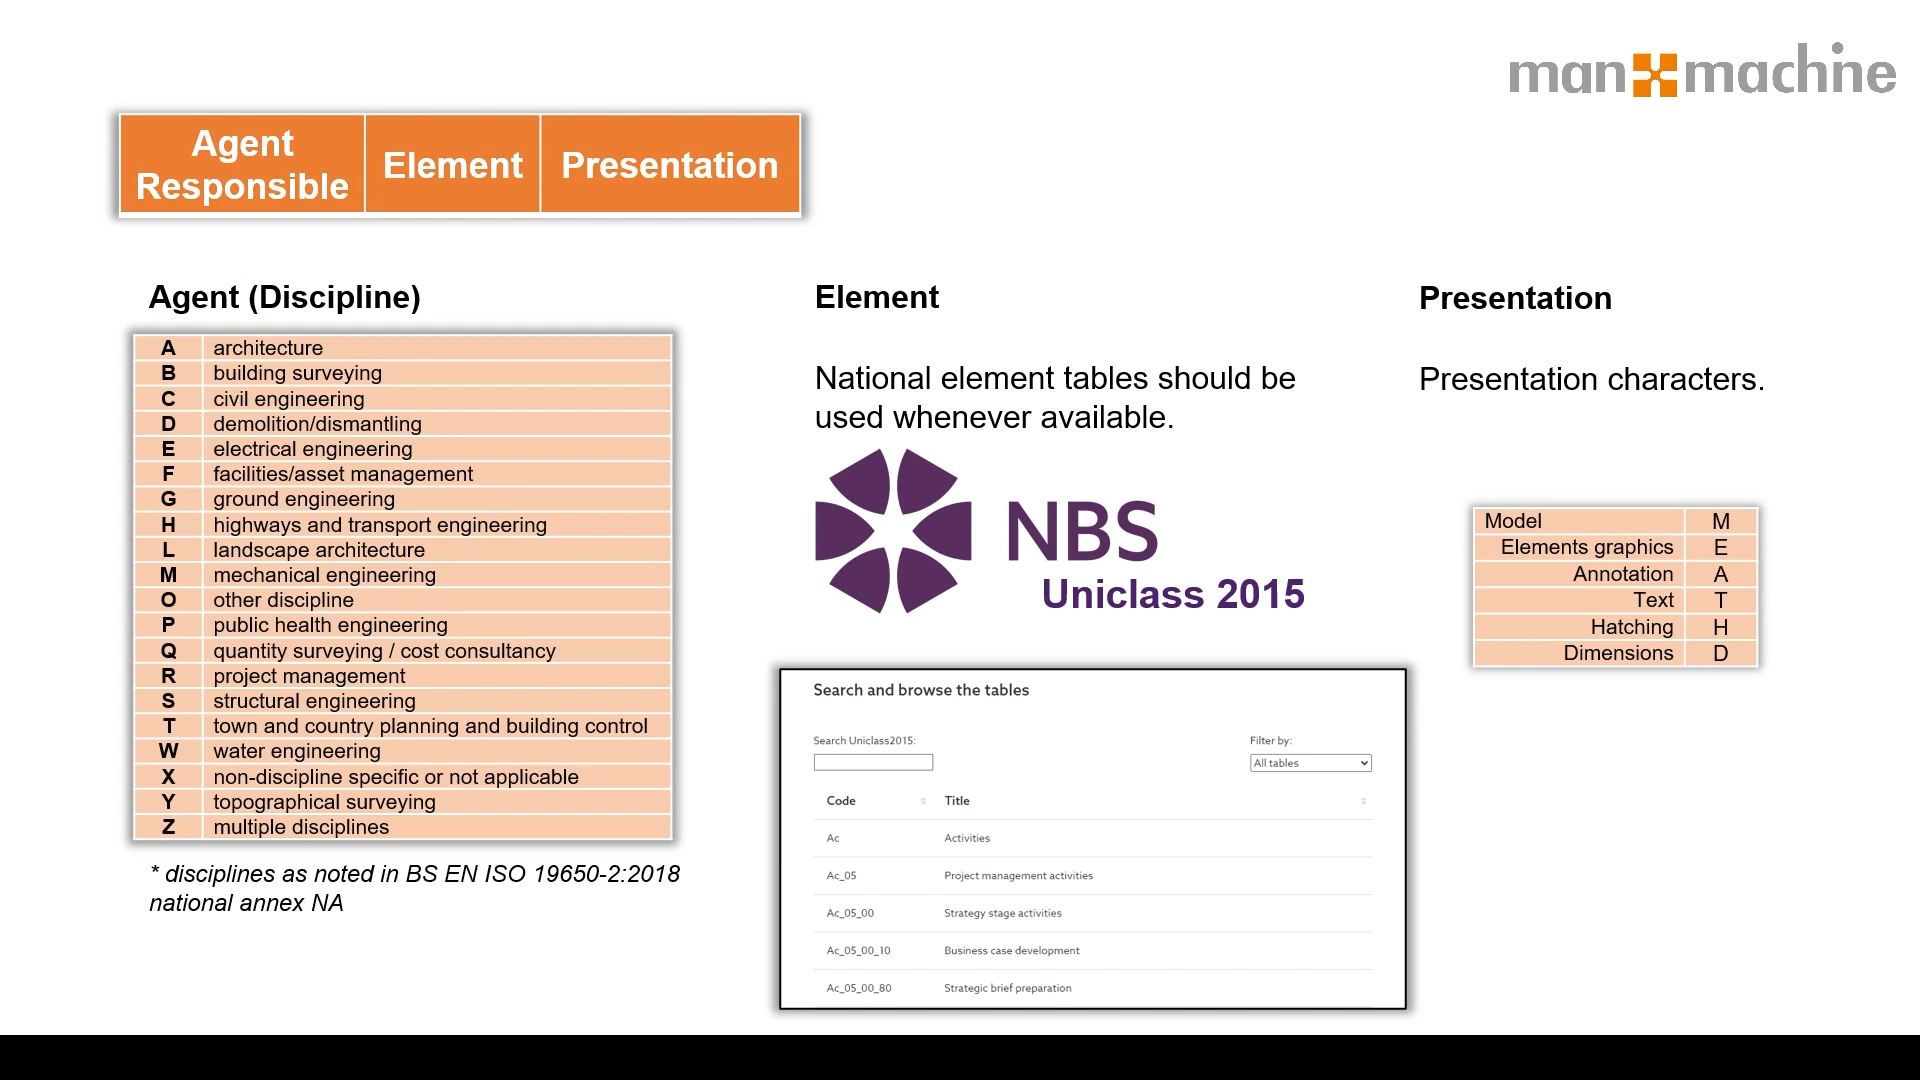 man machine
Agent
Responsible
Element
Presentation
Agent (Discipline)
A architecture
B building surveying
C civil engineering
D demolition/dismantling
E electrical engineering
F facilities/asset management
G ground engineering
H highways and transport engineering
L landscape architecture
M mechanical engineering
O other discipline
P public health engineering
Q quantity surveying / cost consultancy
R project management
S structural engineering
T town and country planning and building control
W water engineering
X non-discipline specific or not applicable
Y topographical surveying
Z multiple disciplines
* disciplines as noted in BS EN ISO 19650-2:2018
national annex NA
Element
National element tables should be
used whenever available.
NBS
Uniclass 2015
Search and browse the tables
Search Uniclass2015:
Filter by:
All tables
Code Title
Ac Activities
Ac_05 Project management activities
Ac_05_00 Strategy stage activities
Ac_05_00_10 Business case development
Ac_05_00_80 Strategic brief preparation
Presentation
Presentation characters.
Model M
Elements graphics E
Annotation A
Text T
Hatching H
Dimensions D